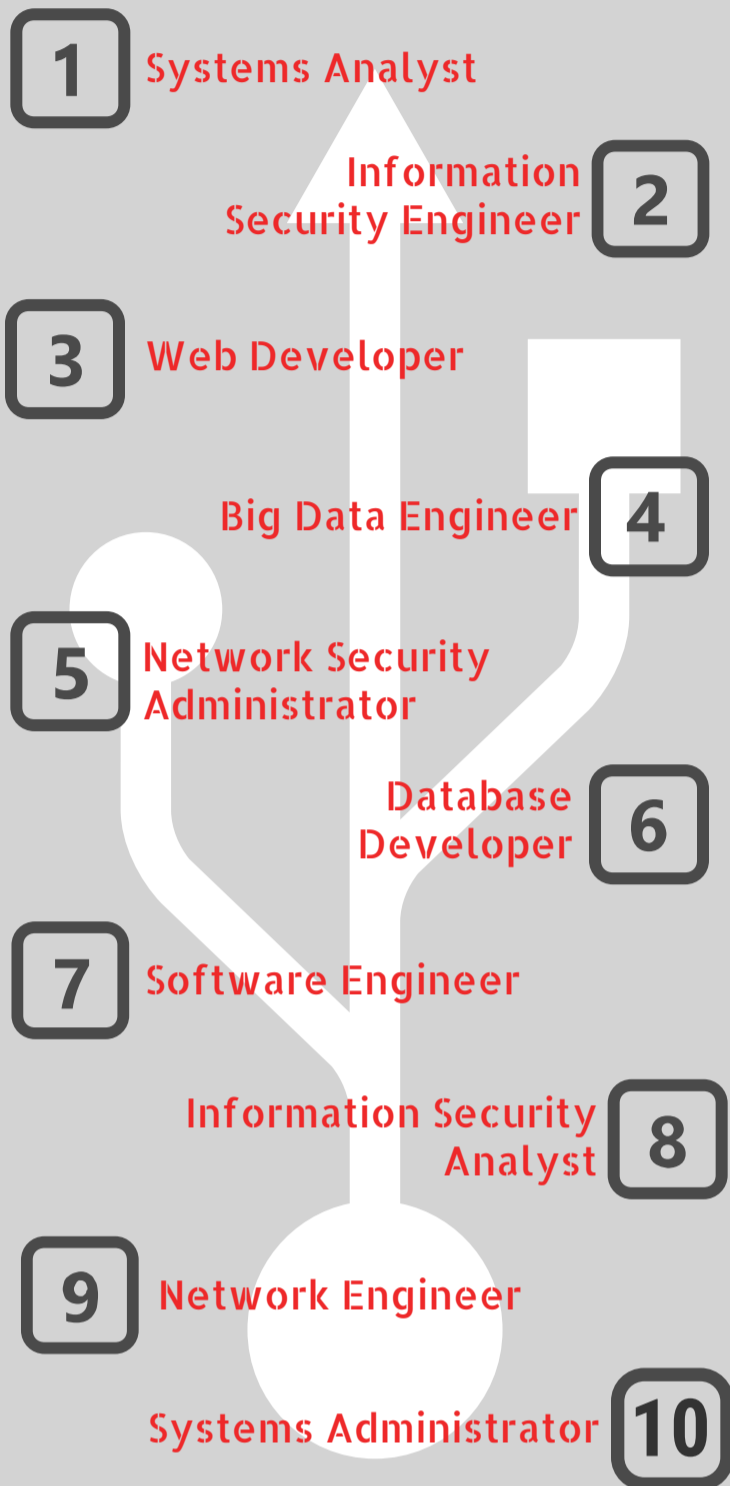 1 Systems Analyst
Information
Security Engineer 2
3 Web Developer
Big Data Engineer 4
5 Network Security
Administrator
Database
Developer 6
7 Software Engineer
Information Security
Analyst 8
9 Network Engineer
Systems Administrator 10